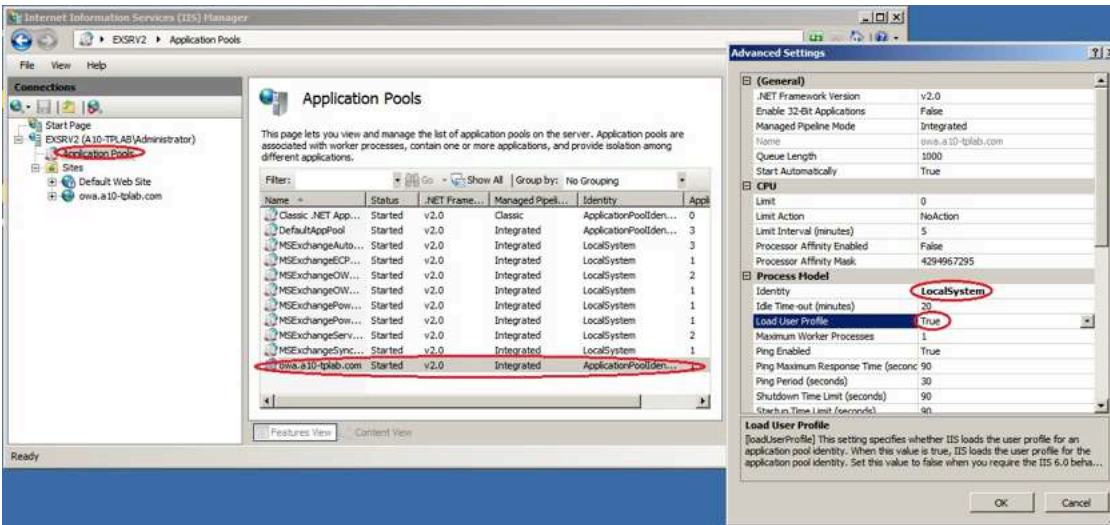 Internet Information Services (IIS) Manager
EXSRV2 Application Pools
File View Help
Connections
Start Page
EXSRV2 (A10-TPLAB\Administrator)
Application Pools
Sites
Default Web Site
owa.a10-tplab.com
Application Pools
This page lets you view and manage the list of application pools on the server. Application pools are
associated with worker processes, contain one or more applications, and provide isolation among
different applications.
Filter: Go Show All Group by: No Grouping
Name Status .NET Frame... Managed Pipeli... Identity Appli
Classic .NET App... Started v2.0 Classic ApplicationPoolIden... 0
DefaultAppPool Started v2.0 Integrated ApplicationPoolIden... 3
MSExchangeAuto... Started v2.0 Integrated LocalSystem 3
MSExchangeECP... Started v2.0 Integrated LocalSystem 1
MSExchangeOW... Started v2.0 Integrated LocalSystem 2
MSExchangeOW... Started v2.0 Integrated LocalSystem 1
MSExchangePow... Started v2.0 Integrated LocalSystem 1
MSExchangePow... Started v2.0 Integrated LocalSystem 1
MSExchangeServ... Started v2.0 Integrated LocalSystem 2
MSExchangeSync... Started v2.0 Integrated LocalSystem 1
owa.a10-tplab.com Started v2.0 Integrated ApplicationPoolIden...
Features View Content View
Ready
Advanced Settings
(General)
.NET Framework Version v2.0
Enable 32-Bit Applications False
Managed Pipeline Mode Integrated
Name owa.a10-tplab.com
Queue Length 1000
Start Automatically True
CPU
Limit 0
Limit Action NoAction
Limit Interval (minutes) 5
Processor Affinity Enabled False
Processor Affinity Mask 4294967295
Process Model
Identity LocalSystem
Idle Time-out (minutes) 20
Load User Profile True
Maximum Worker Processes 1
Ping Enabled True
Ping Maximum Response Time (second 90
Ping Period (seconds) 30
Shutdown Time Limit (seconds) 90
Startup Time Limit (seconds) 90
Load User Profile
[loadUserProfile] This setting specifies whether IIS loads the user profile for an
application pool identity. When this value is true, IIS loads the user profile for the
application pool identity. Set this value to false when you require the IIS 6.0 beha...
OK Cancel